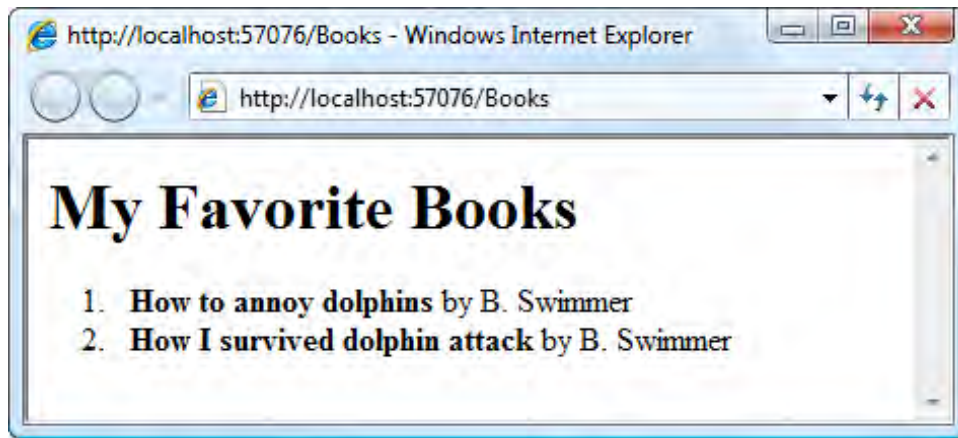 http://localhost:57076/Books - Windows Internet Explorer
http://localhost:57076/Books
My Favorite Books
1. How to annoy dolphins by B. Swimmer
2. How I survived dolphin attack by B. Swimmer